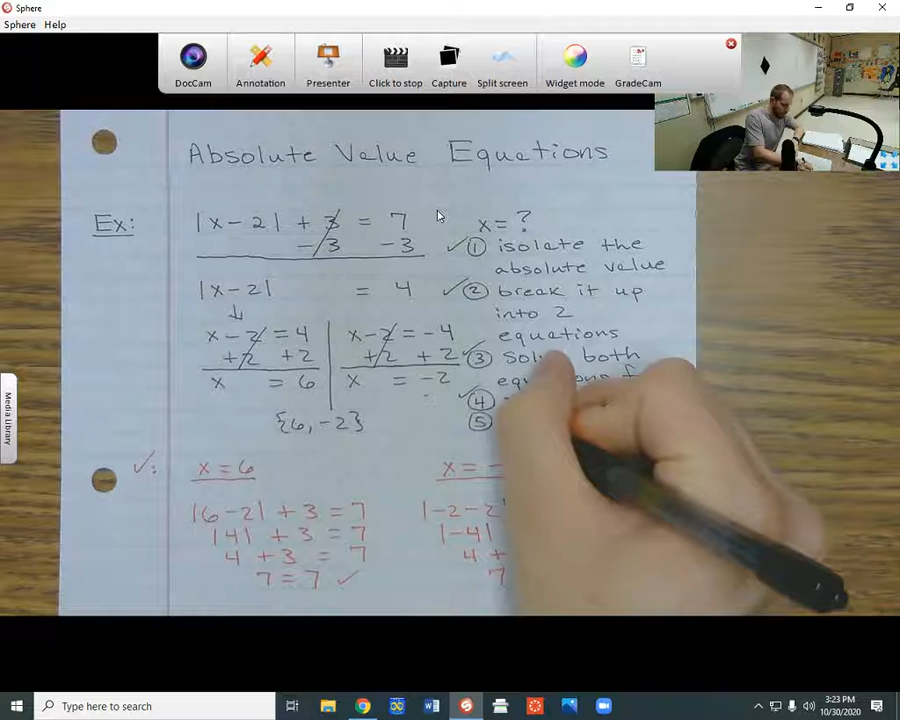 Sphere
Sphere Help
DocCam Annotation Presenter Click to stop Capture Split screen Widget mode GradeCam
Media Library
Absolute Value Equations
Ex: |x-2| + 3 = 7
-3 -3
x = ?
✓① isolate the
absolute value
|x-2| = 4
✓② break it up
into 2
equations
x-2 = 4
+2 +2
x = 6
x-2 = -4
+2 +2
x = -2
✓③ both
✓④
⑤
{6, -2}
✓:
x = 6
|6-2| + 3 = 7
|4| + 3 = 7
4 + 3 = 7
7 = 7 ✓
x = -
|-2-2|
|-4|
4 +
7
Type here to search
3:23 PM
10/30/2020